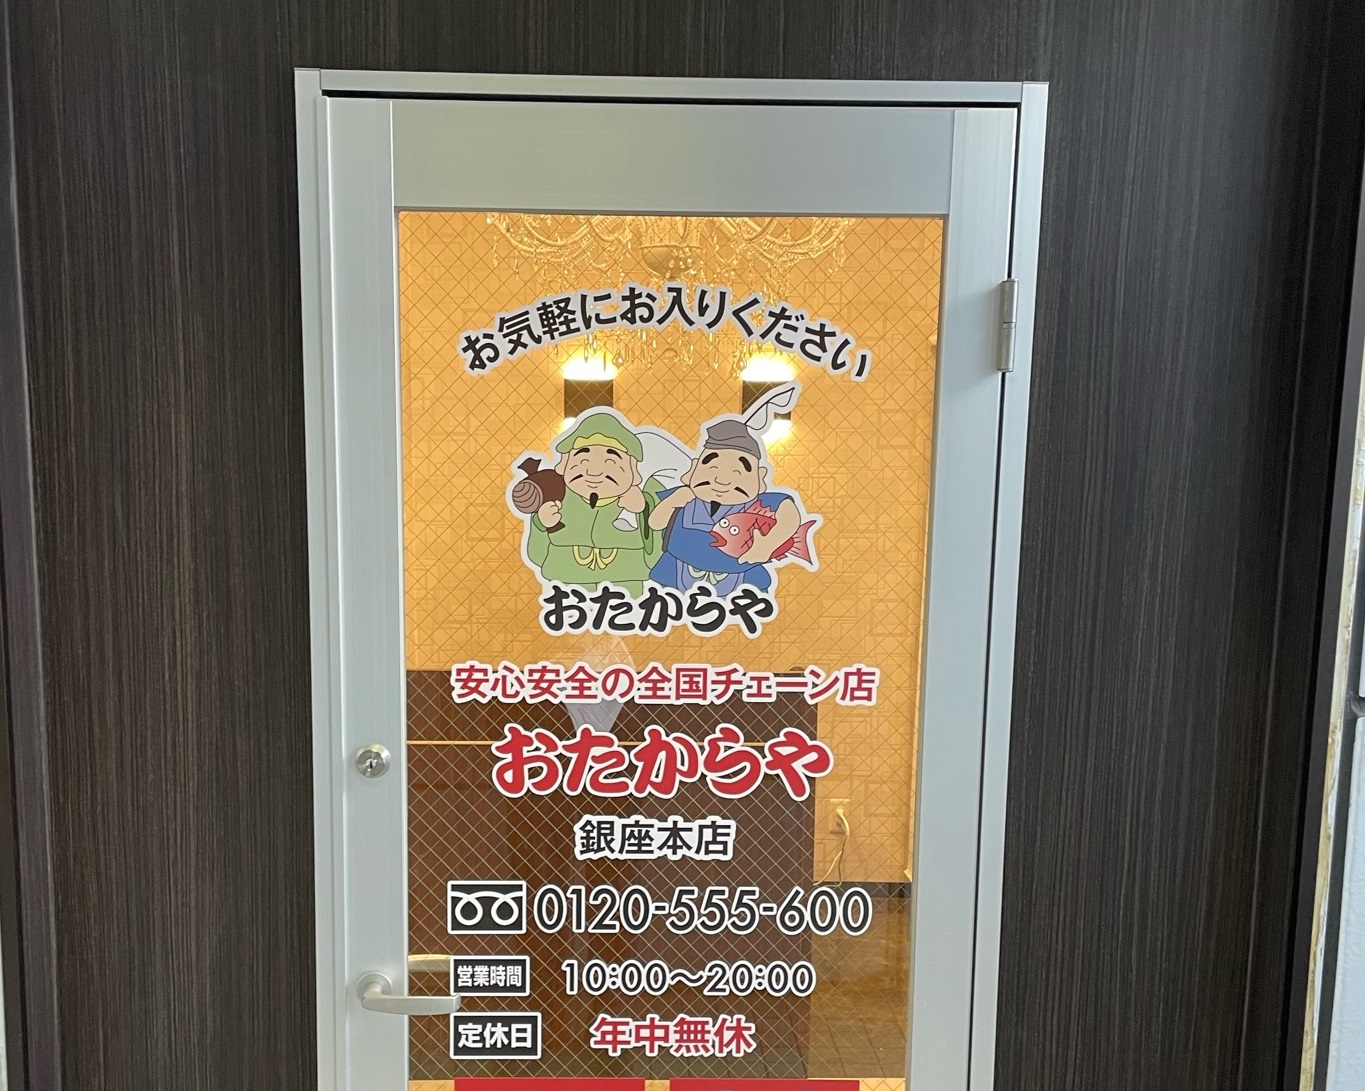 お気軽にお入りください
おたからや
安心安全の全国チェーン店
おたからや
銀座本店
0120-555-600
営業時間 10:00〜20:00
定休日 年中無休